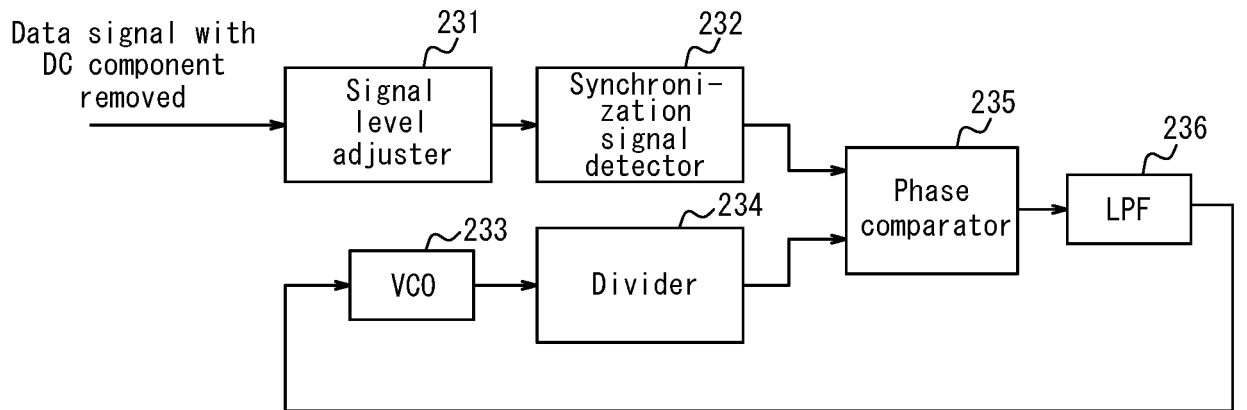 Data signal with
DC component
removed
231
Signal
level
adjuster
232
Synchroni-
zation
signal
detector
233
VCO
234
Divider
235
Phase
comparator
236
LPF